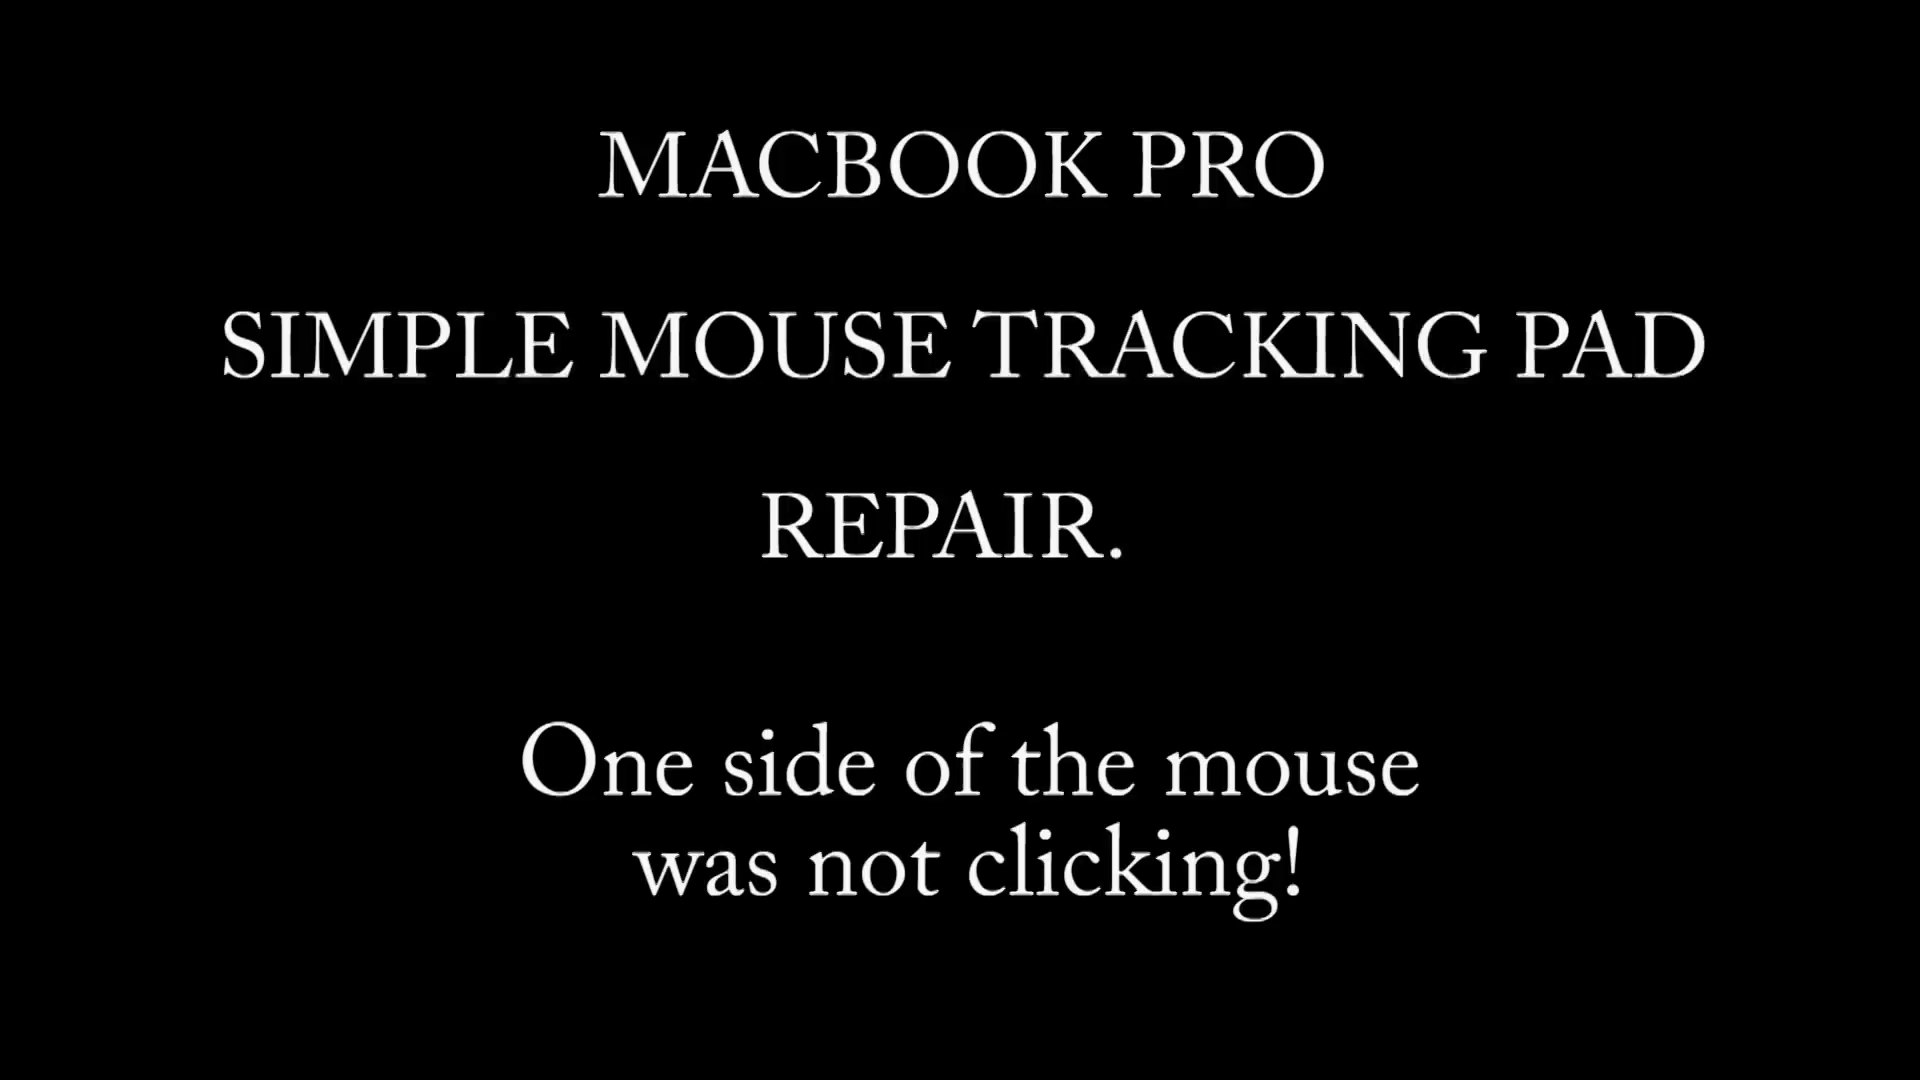 MACBOOK PRO
SIMPLE MOUSE TRACKING PAD
REPAIR.
One side of the mouse
was not clicking!